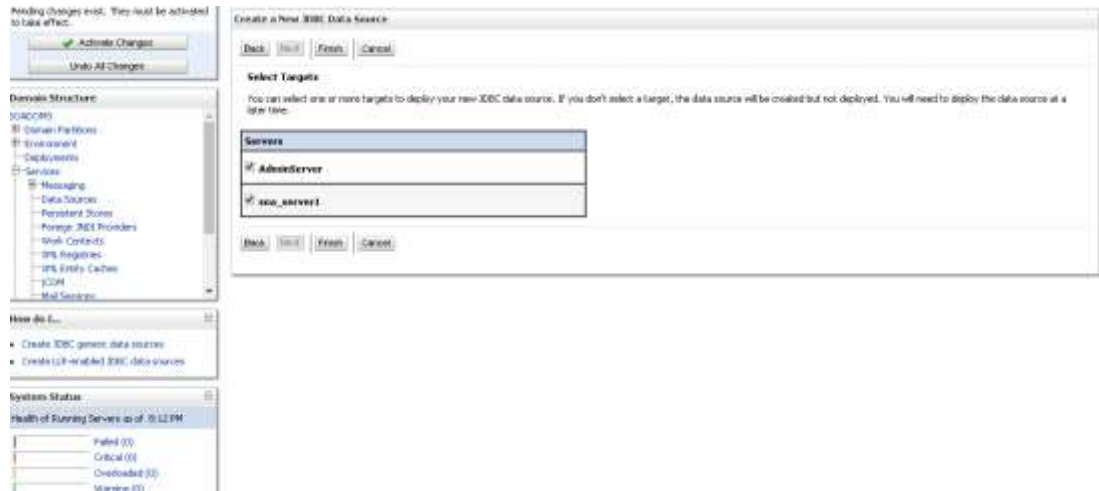 Pending changes exist. They must be activated
to take effect.
Activate Changes
Undo All Changes
Domain Structure
Domain Partitions
Environment
Deployments
Services
Messaging
Data Sources
Persistent Stores
Foreign JNDI Providers
Work Contexts
XML Registries
XML Entity Caches
jCOM
Mail Sessions
How do I...
Create JDBC generic data sources
Create LLR-enabled JDBC data sources
System Status
Health of Running Servers as of 8:12 PM
Failed (0)
Critical (0)
Overloaded (0)
Warning (0)
Create a New JDBC Data Source
Back Next Finish Cancel
Select Targets
You can select one or more targets to deploy your new JDBC data source. If you don't select a target, the data source will be created but not deployed. You will need to deploy the data source at a
later time.
Servers
AdminServer
soa_server1
Back Next Finish Cancel